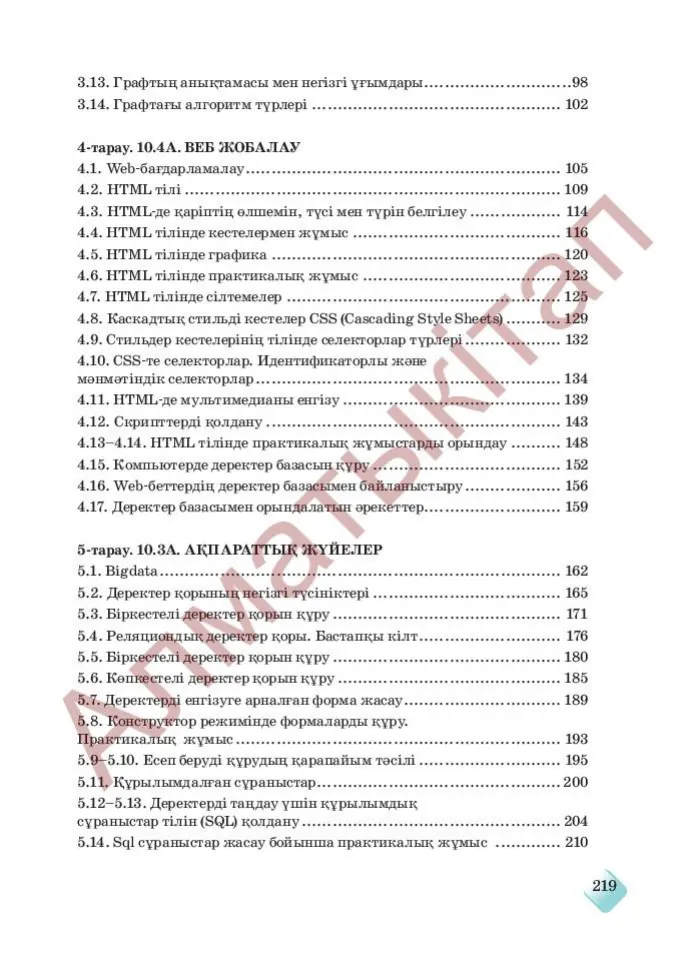 3.13. Графтың анықтамасы мен негізгі ұғымдары.............................98
3.14. Графтағы алгоритм түрлері ................................................. 102
4-тарау. 10.4A. ВЕБ ЖОБАЛАУ
4.1. Web-бағдарламалау.............................................................. 105
4.2. HTML тілі .......................................................................... 109
4.3. HTML-де қаріптің өлшемін, түсі мен түрін белгілеу .................. 114
4.4. HTML тілінде кестелермен жұмыс ......................................... 116
4.5. HTML тілінде графика ......................................................... 120
4.6. HTML тілінде практикалық жұмыс ....................................... 123
4.7. HTML тілінде сілтемелер ...................................................... 125
4.8. Каскадтық стильді кестелер CSS (Cascading Style Sheets) ........... 129
4.9. Стильдер кестелерінің тілінде селекторлар түрлері ................... 132
4.10. CSS-те селекторлар. Идентификаторлы және
мәнмәтіндік селекторлар............................................................ 134
4.11. HTML-де мультимедианы енгізу ........................................... 139
4.12. Скрипттерді қолдану .......................................................... 143
4.13–4.14. HTML тілінде практикалық жұмыстарды орындау .......... 148
4.15. Компьютерде деректер базасын құру ..................................... 152
4.16. Web-беттердің деректер базасымен байланыстыру ................... 156
4.17. Деректер базасымен орындалатын әрекеттер........................... 159
5-тарау. 10.3A. АҚПАРАТТЫҚ ЖҮЙЕЛЕР
5.1. Bigdata............................................................................... 162
5.2. Деректер қорының негізгі түсініктері ..................................... 165
5.3. Біркестелі деректер қорын құру ............................................. 171
5.4. Реляциондық деректер қоры. Бастапқы кілт............................ 176
5.5. Біркестелі деректер қорын құру ............................................. 180
5.6. Көпкестелі деректер қорын құру ............................................ 185
5.7. Деректерді енгізуге арналған форма жасау............................... 189
5.8. Конструктор режимінде формаларды құру.
Практикалық жұмыс ................................................................ 193
5.9–5.10. Есеп беруді құрудың қарапайым тәсілі ............................ 195
5.11. Құрылымдалған сұраныстар................................................ 200
5.12–5.13. Деректерді таңдау үшін құрылымдық
сұраныстар тілін (SQL) қолдану................................................... 204
5.14. Sql сұраныстар жасау бойынша практикалық жұмыс ............. 210
Алматыкітап
219